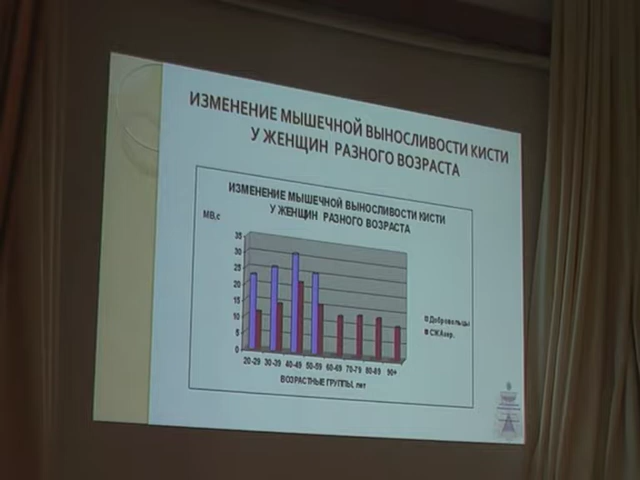 ИЗМЕНЕНИЕ МЫШЕЧНОЙ ВЫНОСЛИВОСТИ КИСТИ
У ЖЕНЩИН РАЗНОГО ВОЗРАСТА
ИЗМЕНЕНИЕ МЫШЕЧНОЙ ВЫНОСЛИВОСТИ КИСТИ
У ЖЕНЩИН РАЗНОГО ВОЗРАСТА
МВ,с
35
30
25
20
15
10
5
0
20-29 30-39 40-49 50-59 60-69 70-79 80-89 90+
ВОЗРАСТНЫЕ ГРУППЫ, лет
Добровольцы